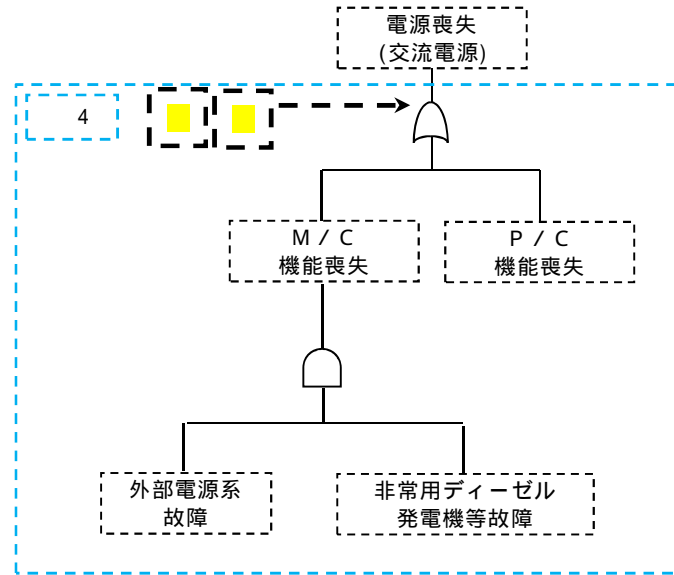 電源喪失
(交流電源)
4
M / C
機能喪失
P / C
機能喪失
外部電源系
故障
非常用ディーゼル
発電機等故障